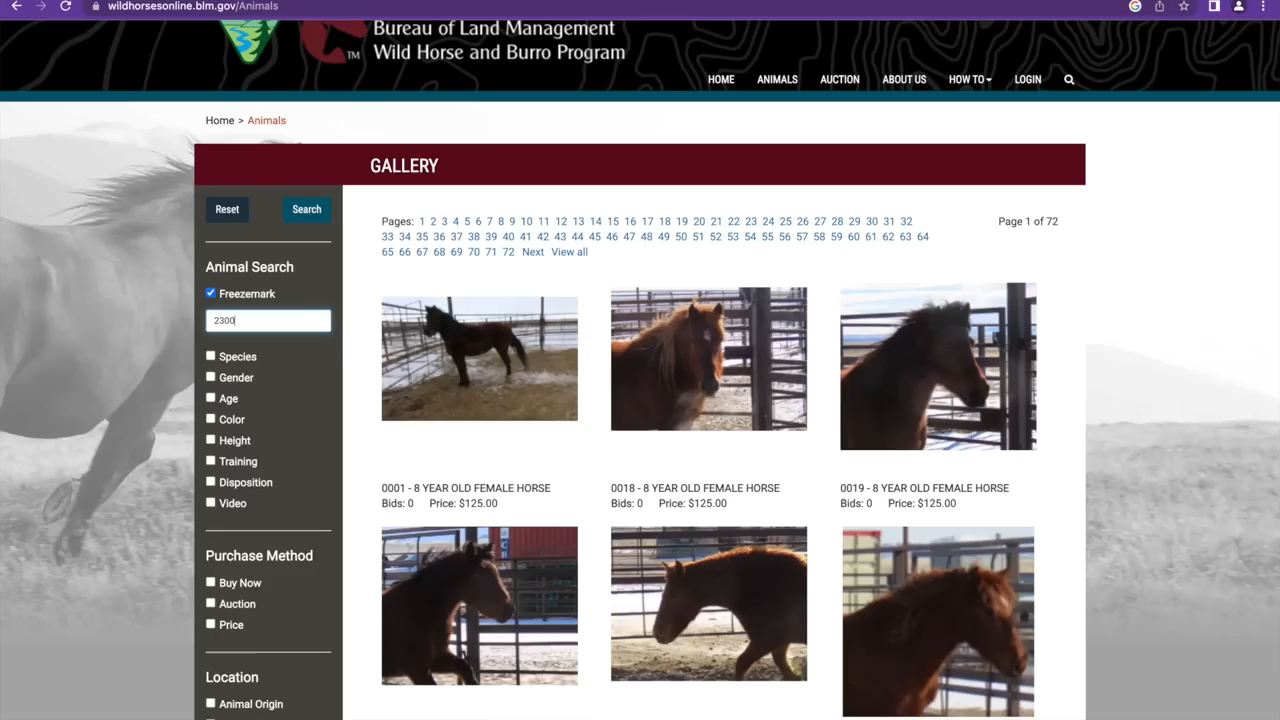 wildhorsesonline.blm.gov/Animals
Bureau of Land Management
Wild Horse and Burro Program
TM
HOME ANIMALS AUCTION ABOUT US HOW TO LOGIN
Home > Animals
GALLERY
Reset Search
Pages: 1 2 3 4 5 6 7 8 9 10 11 12 13 14 15 16 17 18 19 20 21 22 23 24 25 26 27 28 29 30 31 32
33 34 35 36 37 38 39 40 41 42 43 44 45 46 47 48 49 50 51 52 53 54 55 56 57 58 59 60 61 62 63 64
65 66 67 68 69 70 71 72 Next View all
Page 1 of 72
Animal Search
Freezemark
2300
Species
Gender
Age
Color
Height
Training
Disposition
Video
Purchase Method
Buy Now
Auction
Price
Location
Animal Origin
0001 - 8 YEAR OLD FEMALE HORSE
Bids: 0 Price: $125.00
0018 - 8 YEAR OLD FEMALE HORSE
Bids: 0 Price: $125.00
0019 - 8 YEAR OLD FEMALE HORSE
Bids: 0 Price: $125.00